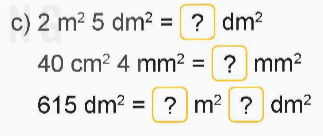 c) 2 m² 5 dm² = ? dm²
40 cm² 4 mm² = ? mm²
615 dm² = ? m² ? dm²